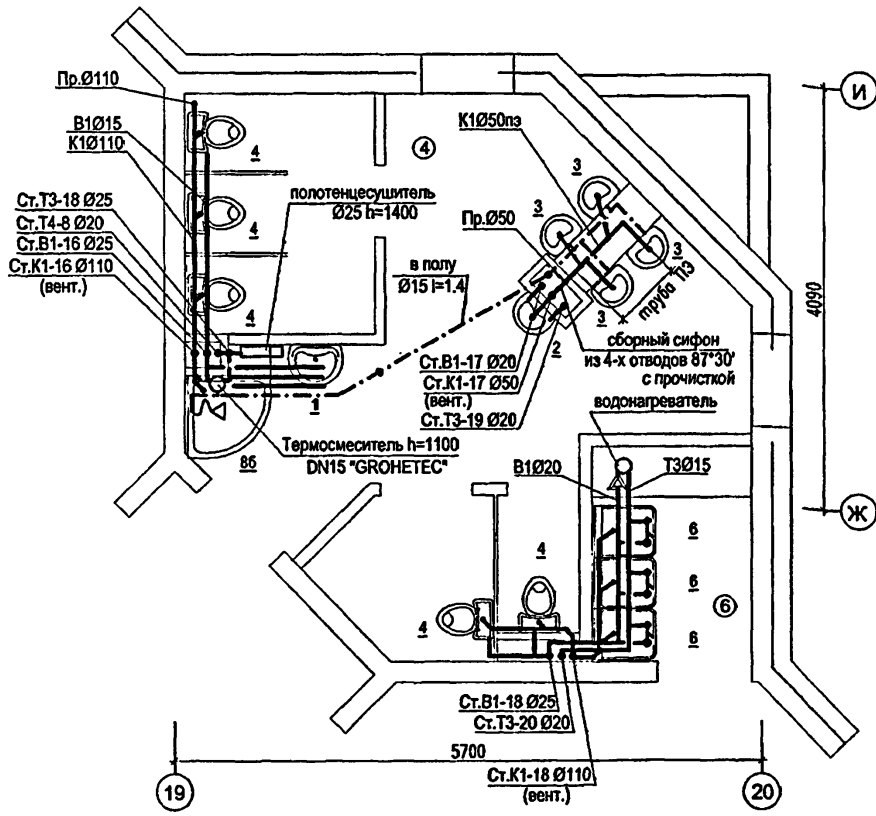 Пр.Ø110
В1Ø15
К1Ø110
Ст.Т3-18 Ø25
Ст.Т4-8 Ø20
Ст.В1-16 Ø25
Ст.К1-16 Ø110
(вент.)
4
4
4
полотенцесушитель
Ø25 h=1400
4
К1Ø50пэ
Пр.Ø50
3
3
3
3
труба ПЭ
в полу
Ø15 l=1.4
2
сборный сифон
из 4-х отводов 87°30'
с прочисткой
Ст.В1-17 Ø20
Ст.К1-17 Ø50
(вент.)
Ст.Т3-19 Ø20
водонагреватель
1
Термосмеситель h=1100
DN15 "GROHETEC"
8б
В1Ø20
Т3Ø15
6
6
6
6
4
4
Ст.В1-18 Ø25
Ст.Т3-20 Ø20
Ст.К1-18 Ø110
(вент.)
И
4090
Ж
5700
19
20